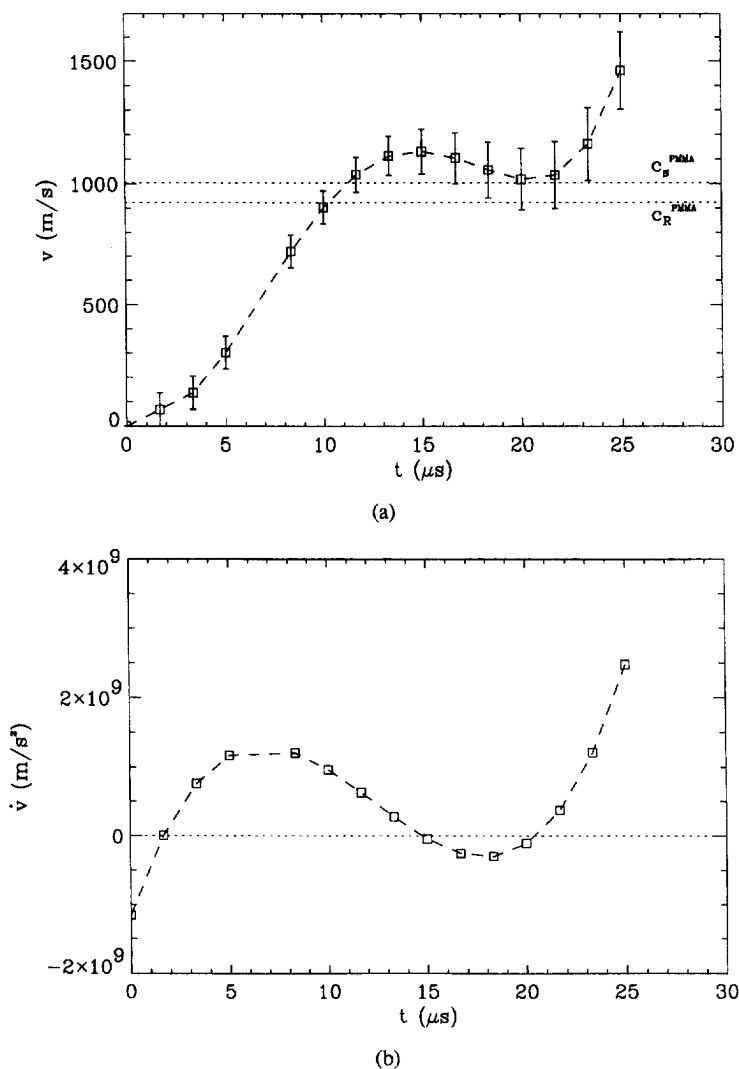 1500
1000
500
0
v (m/s)
C_s^PMMA
C_R^PMMA
0 5 10 15 20 25 30
t (μs)
(a)
4×10^9
2×10^9
0
-2×10^9
v̇ (m/s²)
0 5 10 15 20 25 30
t (μs)
(b)